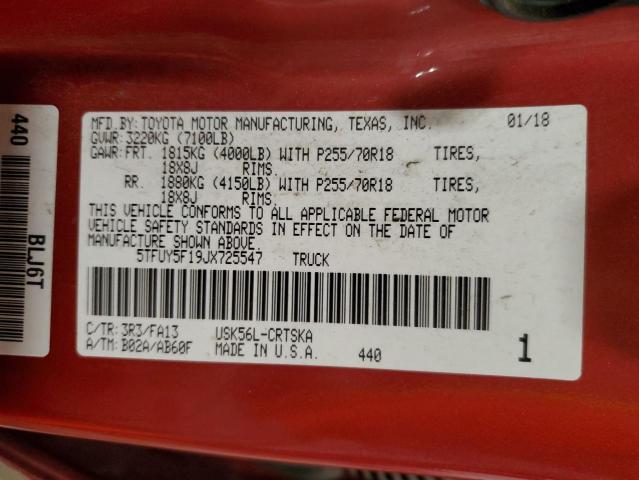 MFD.BY:TOYOTA MOTOR MANUFACTURING, TEXAS, INC. 01/18
GVWR:3220KG (7100LB)
GAWR:FRT. 1815KG (4000LB) WITH P255/70R18 TIRES,
18X8J RIMS
RR. 1880KG (4150LB) WITH P255/70R18 TIRES,
18X8J RIMS
THIS VEHICLE CONFORMS TO ALL APPLICABLE FEDERAL MOTOR
VEHICLE SAFETY STANDARDS IN EFFECT ON THE DATE OF
MANUFACTURE SHOWN ABOVE.
5TFUY5F19JX725547 TRUCK
C/TR:3R3/FA13 USK56L-CRTSKA
A/TM:B02A/AB60F MADE IN U.S.A. 440 1
440 BLJ6T